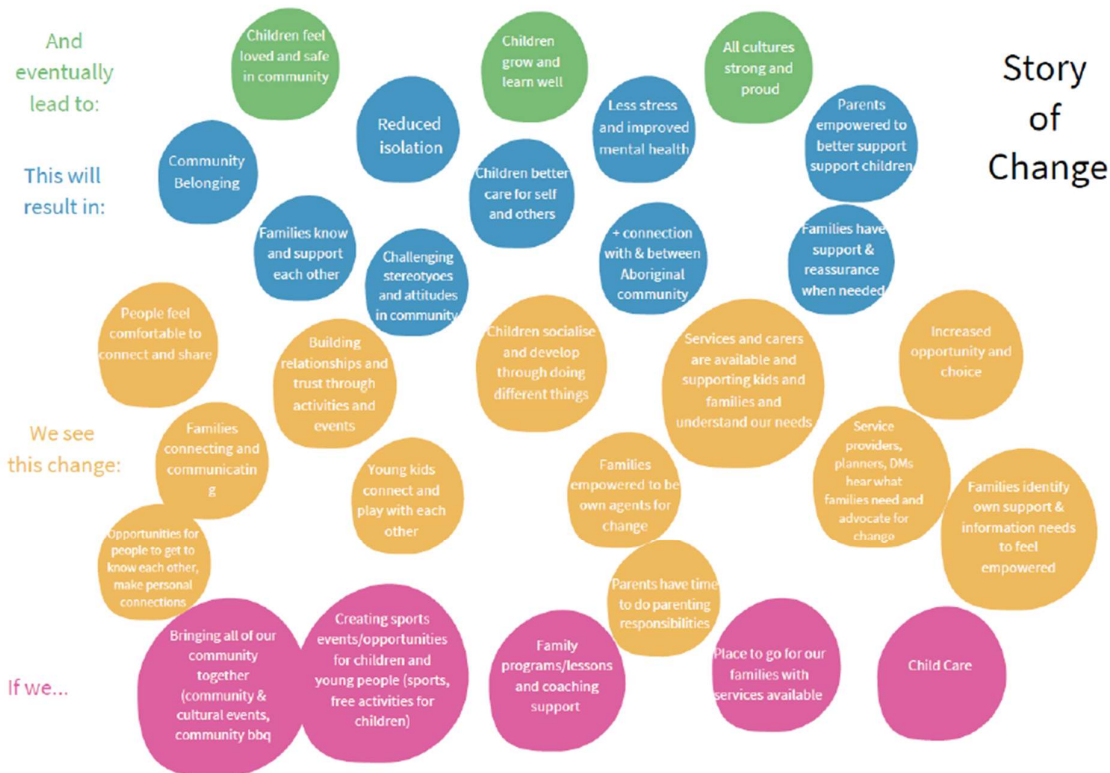 And
eventually
lead to:
Children feel
loved and safe
in community
Children
grow and
learn well
All cultures
strong and
proud
Story
of
Change
This will
result in:
Community
Belonging
Reduced
isolation
Less stress
and improved
mental health
Parents
empowered to
better support
support children
Children better
care for self
and others
Families know
and support
each other
Challenging
stereotyoes
and attitudes
in community
+ connection
with & between
Aboriginal
community
Families have
support &
reassurance
when needed
We see
this change:
People feel
comfortable to
connect and share
Building
relationships and
trust through
activities and
events
Children socialise
and develop
through doing
different things
Services and carers
are available and
supporting kids and
families and
understand our needs
Increased
opportunity and
choice
Families
connecting and
communicatin
g
Young kids
connect and
play with each
other
Families
empowered to be
own agents for
change
Service
providers,
planners, DMs
hear what
families need and
advocate for
change
Families identify
own support &
information needs
to feel
empowered
Opportunities for
people to get to
know each other,
make personal
connections
Parents have time
to do parenting
responsibilities
If we...
Bringing all of our
community
together
(community &
cultural events,
community bbq
Creating sports
events/opportunities
for children and
young people (sports,
free activities for
children)
Family
programs/lessons
and coaching
support
Place to go for our
families with
services available
Child Care